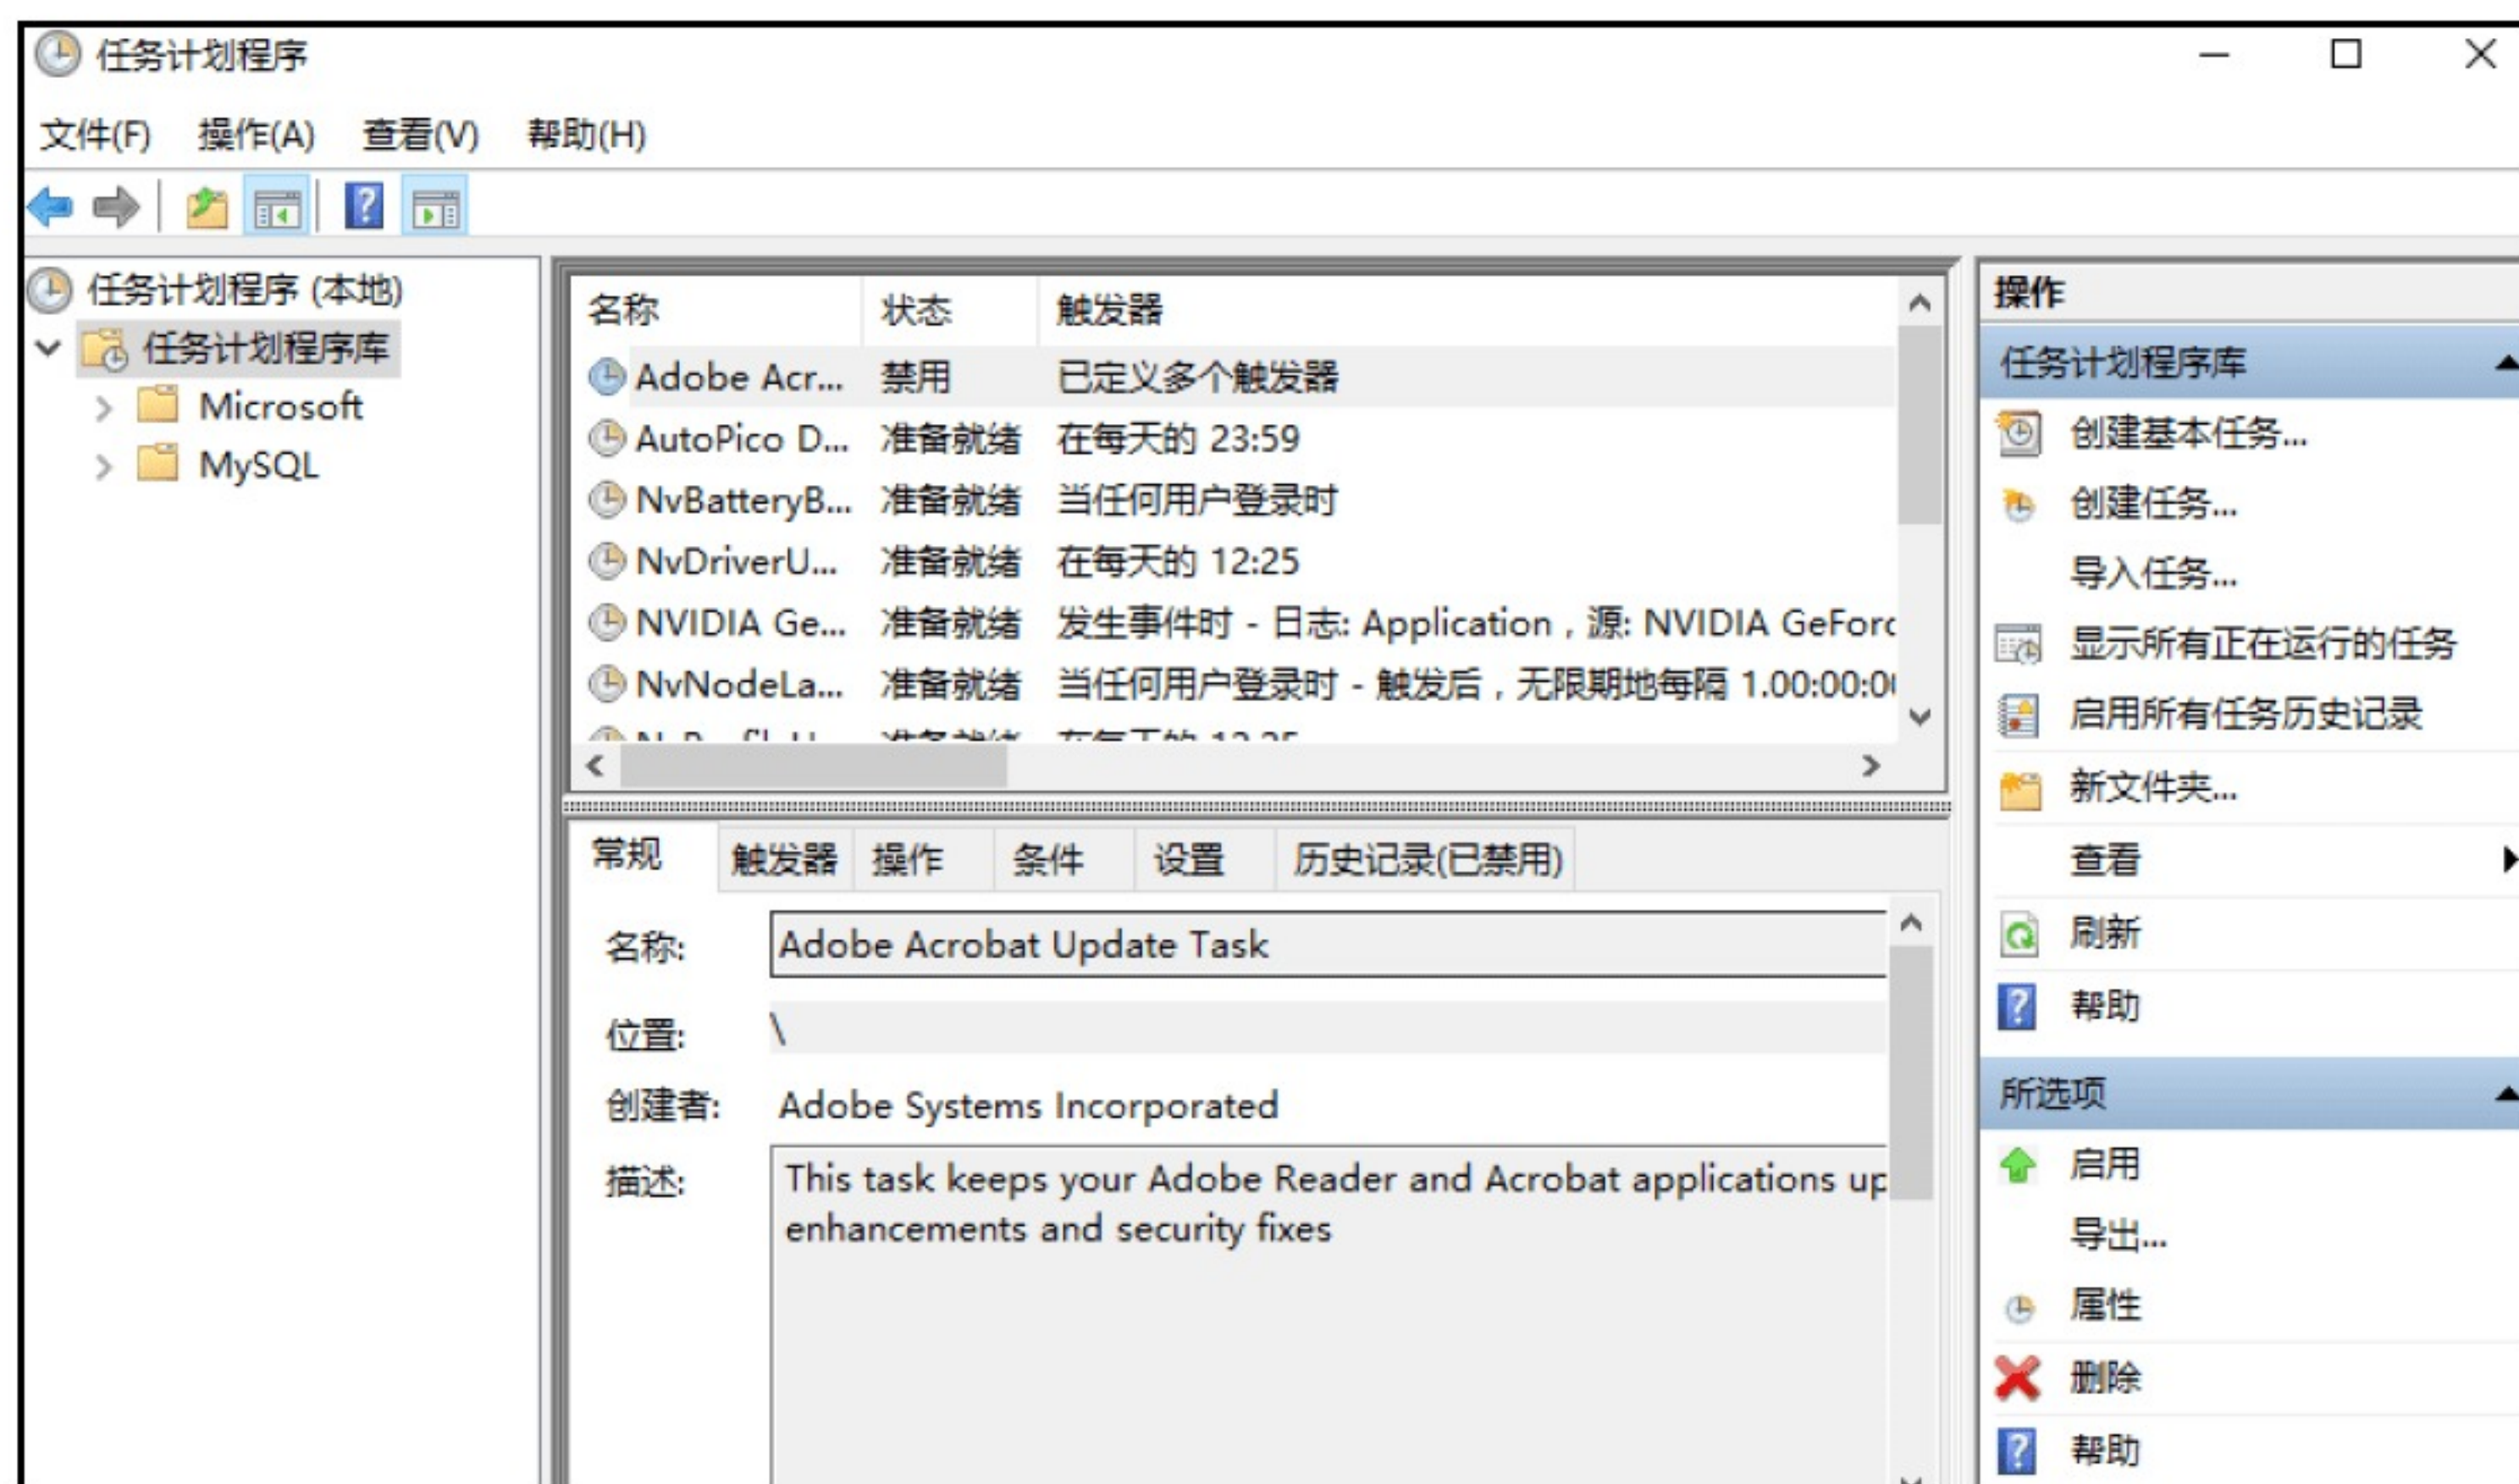 任务计划程序
文件(F) 操作(A) 查看(V) 帮助(H)
任务计划程序 (本地)
任务计划程序库
Microsoft
MySQL
名称 状态 触发器
Adobe Acr... 禁用 已定义多个触发器
AutoPico D... 准备就绪 在每天的 23:59
NvBatteryB... 准备就绪 当任何用户登录时
NvDriverU... 准备就绪 在每天的 12:25
NVIDIA Ge... 准备就绪 发生事件时 - 日志: Application，源: NVIDIA GeForc
NvNodeLa... 准备就绪 当任何用户登录时 - 触发后，无限期地每隔 1.00:00:0
常规 触发器 操作 条件 设置 历史记录(已禁用)
名称: Adobe Acrobat Update Task
位置: \
创建者: Adobe Systems Incorporated
描述: This task keeps your Adobe Reader and Acrobat applications up
enhancements and security fixes
操作
任务计划程序库
创建基本任务...
创建任务...
导入任务...
显示所有正在运行的任务
启用所有任务历史记录
新文件夹...
查看
刷新
帮助
所选项
启用
导出...
属性
删除
帮助